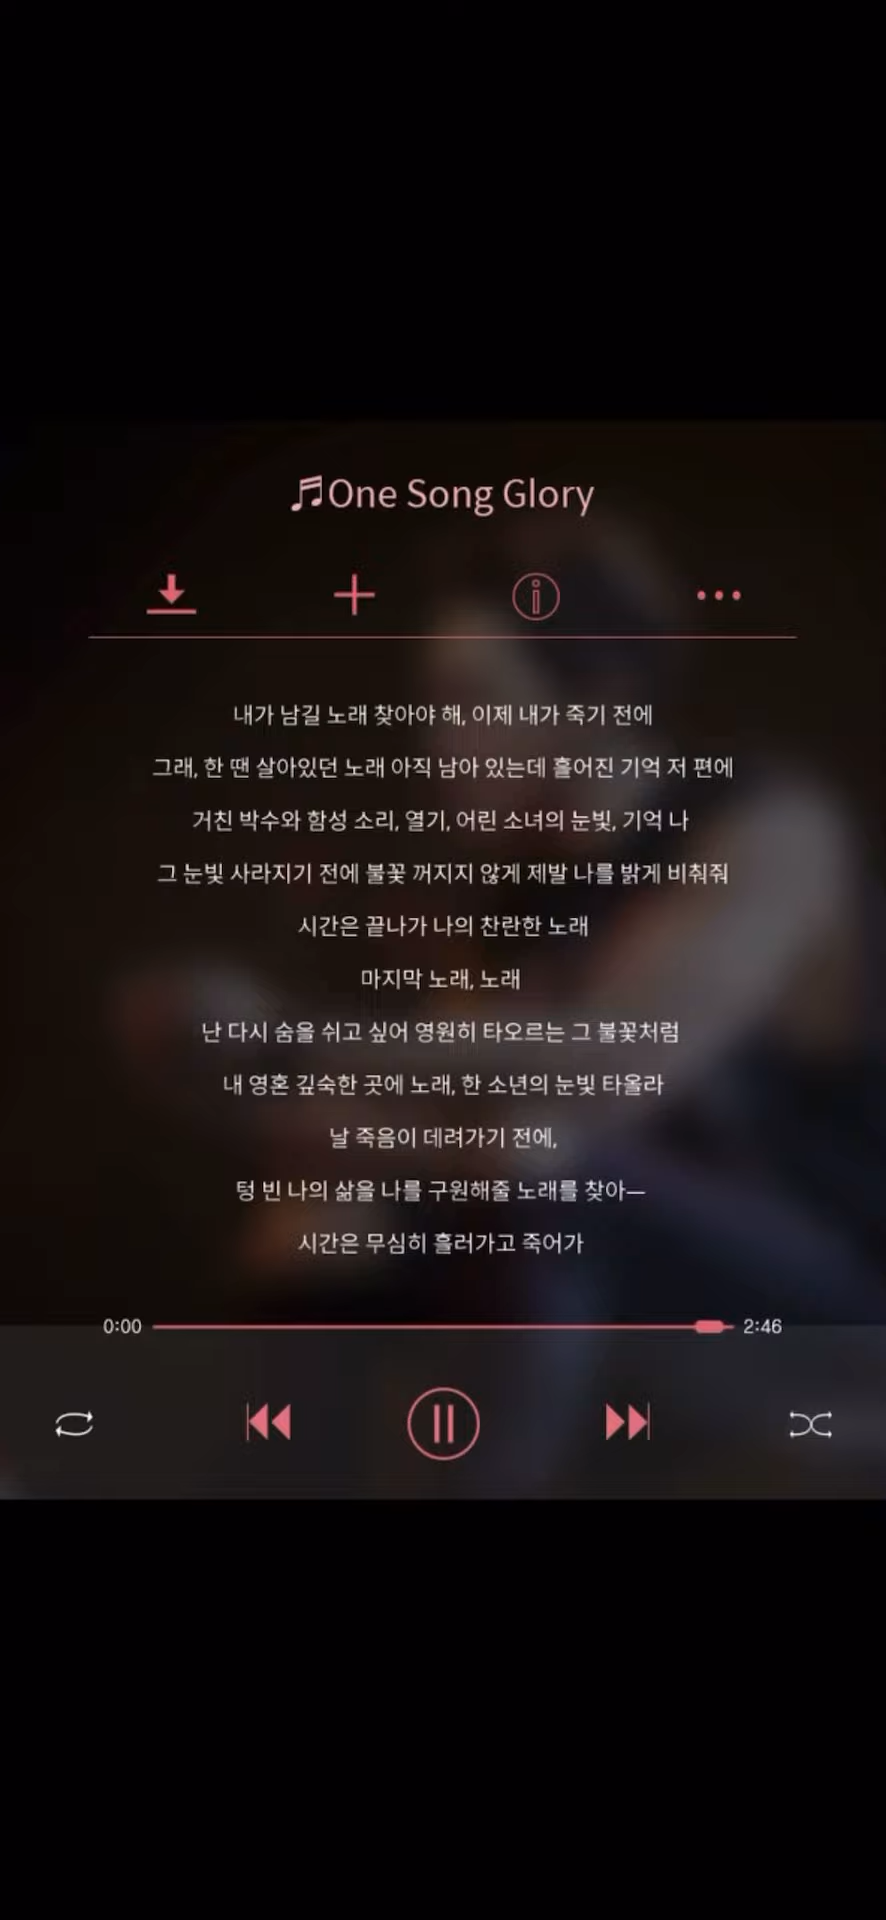 One Song Glory
내가 남길 노래 찾아야 해, 이제 내가 죽기 전에
그래, 한 땐 살아있던 노래 아직 남아 있는데 흩어진 기억 저 편에
거친 박수와 함성 소리, 열기, 어린 소녀의 눈빛, 기억 나
그 눈빛 사라지기 전에 불꽃 꺼지지 않게 제발 나를 밝게 비춰줘
시간은 끝나가 나의 찬란한 노래
마지막 노래, 노래
난 다시 숨을 쉬고 싶어 영원히 타오르는 그 불꽃처럼
내 영혼 깊숙한 곳에 노래, 한 소년의 눈빛 타올라
날 죽음이 데려가기 전에,
텅 빈 나의 삶을 나를 구원해줄 노래를 찾아—
시간은 무심히 흘러가고 죽어가
0:00 2:46